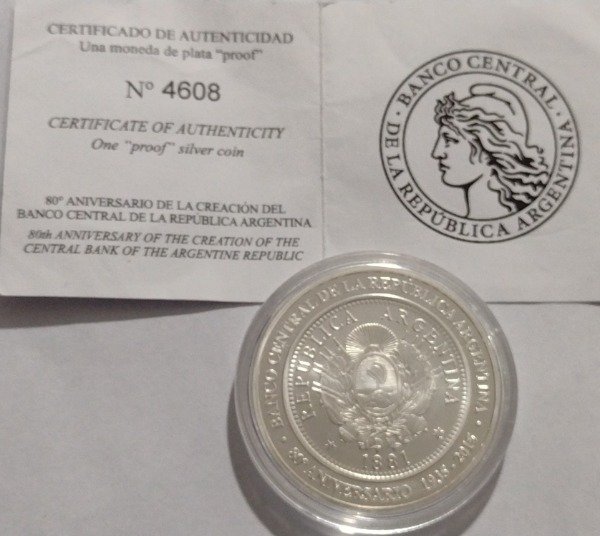 CERTIFICADO DE AUTENTICIDAD
Una moneda de plata "proof"
Nº 4608
CERTIFICATE OF AUTHENTICITY
One "proof" silver coin
80º ANIVERSARIO DE LA CREACIÓN DEL
BANCO CENTRAL DE LA REPÚBLICA ARGENTINA
80th ANNIVERSARY OF THE CREATION OF THE
CENTRAL BANK OF THE ARGENTINE REPUBLIC
· BANCO CENTRAL ·
DE LA REPÚBLICA ARGENTINA
· BANCO CENTRAL DE LA REPÚBLICA ARGENTINA ·
80º ANIVERSARIO 1935 - 2015
REPÚBLICA ARGENTINA
1881